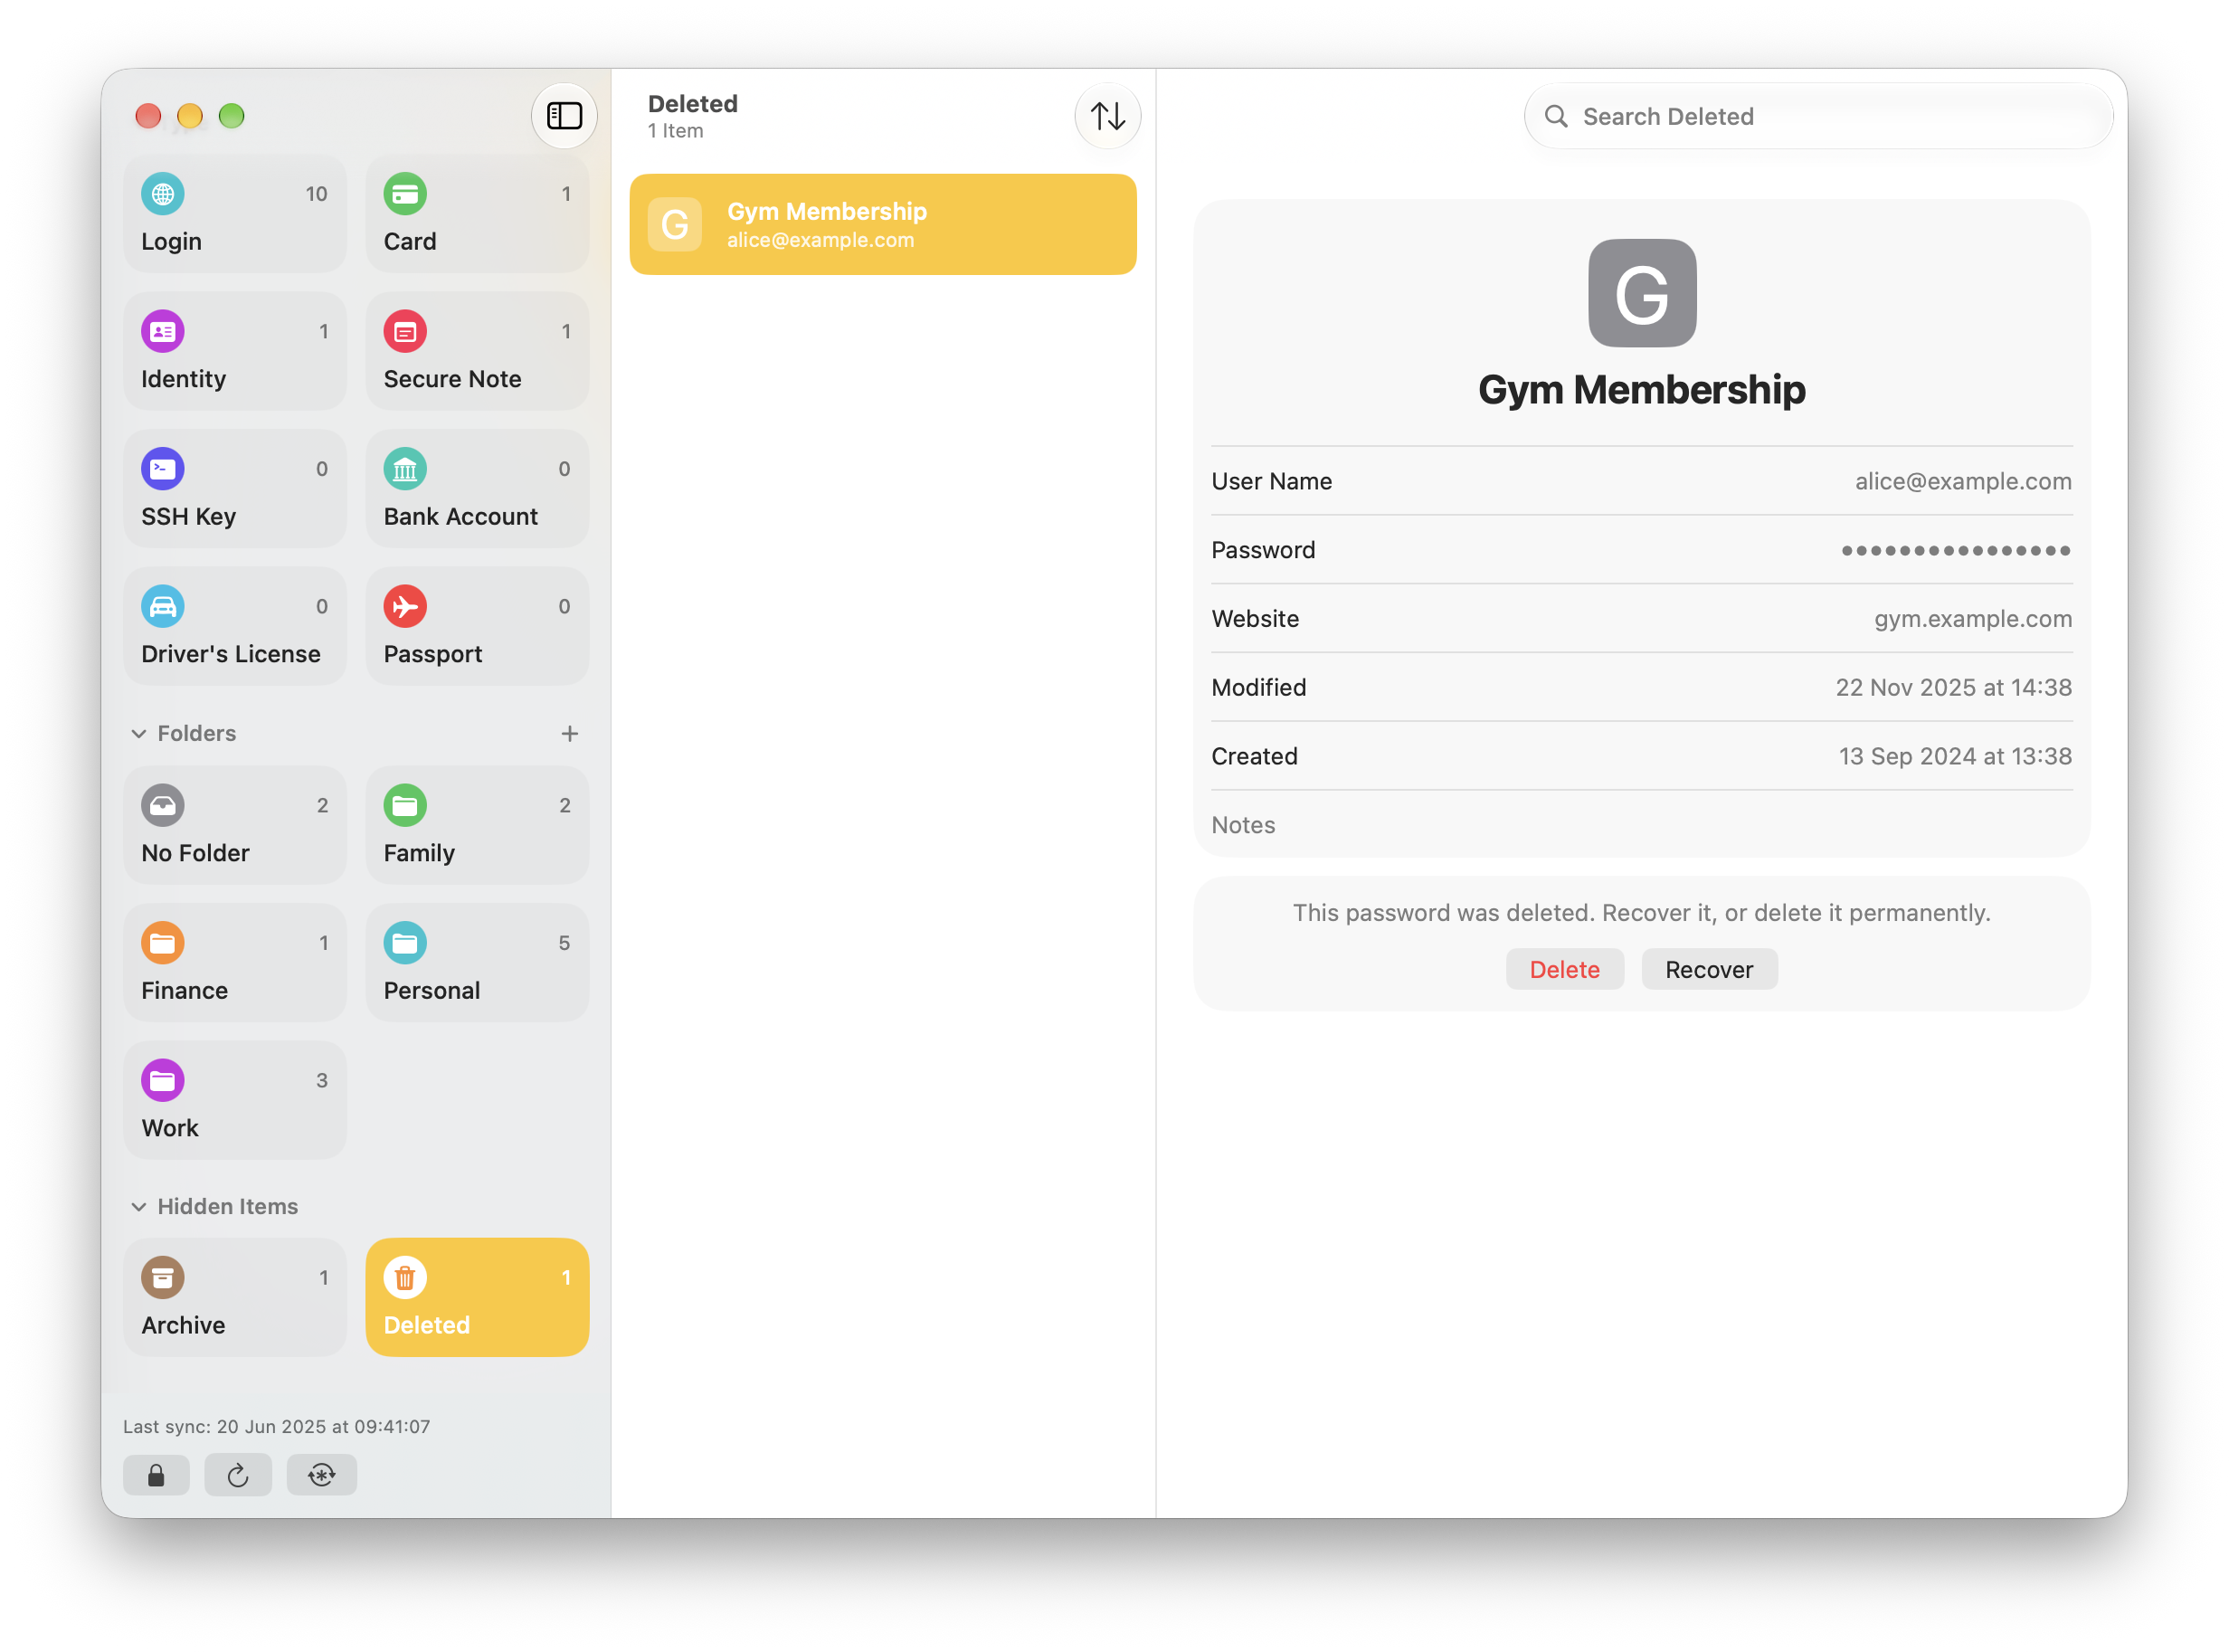 Login 10
Card 1
Identity 1
Secure Note 1
SSH Key 0
Bank Account 0
Driver's License 0
Passport 0
Folders
No Folder 2
Family 2
Finance 1
Personal 5
Work 3
Hidden Items
Archive 1
Deleted 1
Last sync: 20 Jun 2025 at 09:41:07
Deleted
1 Item
G
Gym Membership
alice@example.com
Search Deleted
G
Gym Membership
User Name alice@example.com
Password ••••••••••••••••
Website gym.example.com
Modified 22 Nov 2025 at 14:38
Created 13 Sep 2024 at 13:38
Notes
This password was deleted. Recover it, or delete it permanently.
Delete Recover